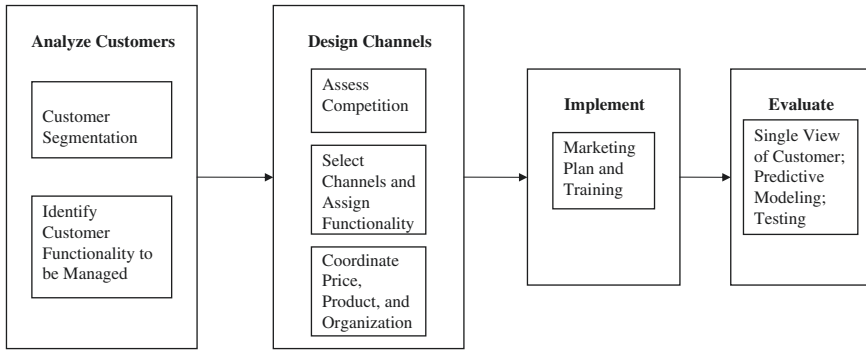 Analyze Customers
Customer
Segmentation
Identify
Customer
Functionality to
be Managed
Design Channels
Assess
Competition
Select
Channels and
Assign
Functionality
Coordinate
Price,
Product, and
Organization
Implement
Marketing
Plan and
Training
Evaluate
Single View
of Customer;
Predictive
Modeling;
Testing